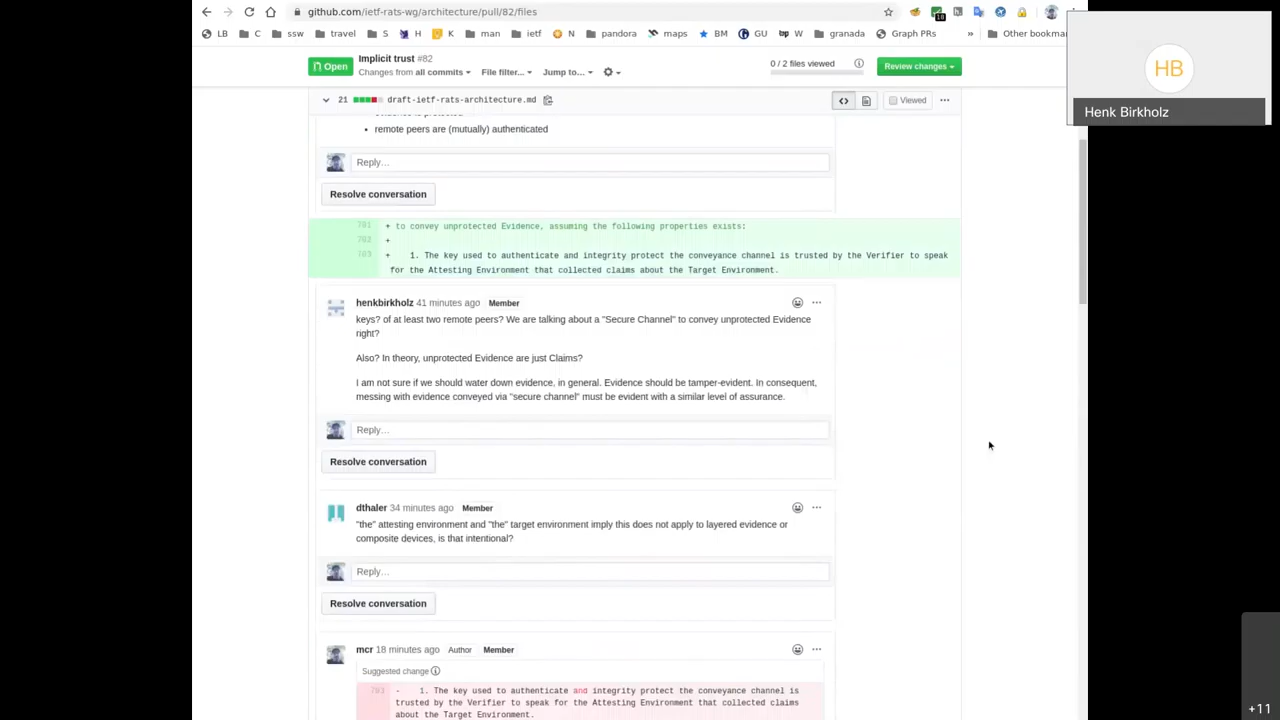 github.com/ietf-rats-wg/architecture/pull/82/files
18
LB C ssw travel S H K man ietf N pandora maps BM GU Wp W granada Graph PRs » Other bookmar
Open
Implicit trust #82
Changes from all commits File filter... Jump to...
0 / 2 files viewed
Review changes
21 draft-ietf-rats-architecture.md
Viewed
evidence is protected
• remote peers are (mutually) authenticated
Reply...
Resolve conversation
701 + to convey unprotected Evidence, assuming the following properties exists:
702 +
703 + 1. The key used to authenticate and integrity protect the conveyance channel is trusted by the Verifier to speak
for the Attesting Environment that collected claims about the Target Environment.
henkbirkholz 41 minutes ago Member
keys? of at least two remote peers? We are talking about a "Secure Channel" to convey unprotected Evidence
right?
Also? In theory, unprotected Evidence are just Claims?
I am not sure if we should water down evidence, in general. Evidence should be tamper-evident. In consequent,
messing with evidence conveyed via "secure channel" must be evident with a similar level of assurance.
Reply...
Resolve conversation
dthaler 34 minutes ago Member
"the" attesting environment and "the" target environment imply this does not apply to layered evidence or
composite devices, is that intentional?
Reply...
Resolve conversation
mcr 18 minutes ago Author Member
Suggested change
703 - 1. The key used to authenticate and integrity protect the conveyance channel is
trusted by the Verifier to speak for the Attesting Environment that collected claims
about the Target Environment.
HB
Henk Birkholz
+11